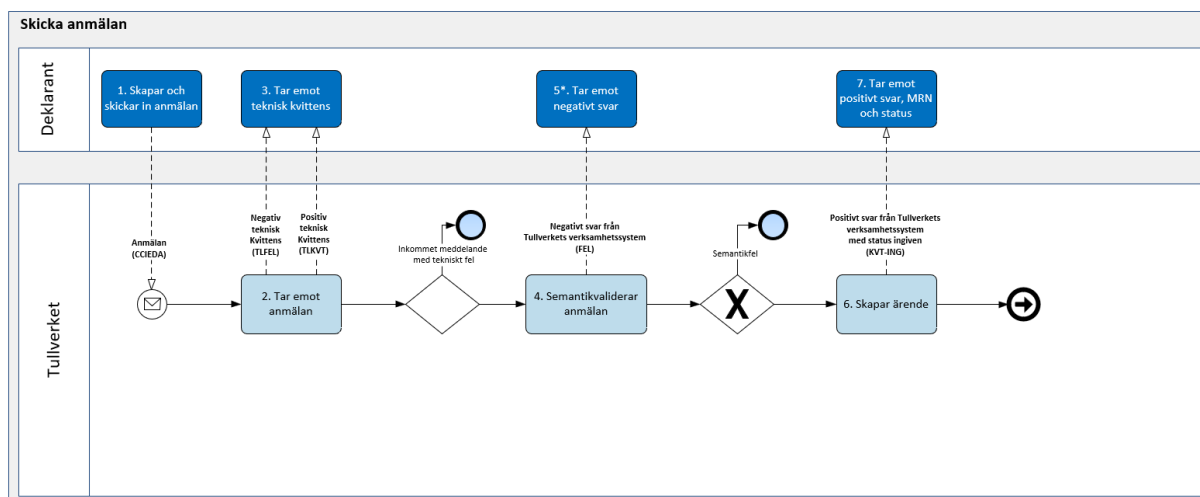 Skicka anmälan
Deklarant
1. Skapar och
skickar in anmälan
3. Tar emot
teknisk kvittens
5*. Tar emot
negativt svar
7. Tar emot
positivt svar, MRN
och status
Tullverket
Anmälan
(CCIEDA)
Negativ
teknisk
Kvittens
(TLFEL)
Positiv
teknisk
Kvittens
(TLKVT)
Inkommet meddelande
med tekniskt fel
Negativt svar från
Tullverkets verksamhetssystem
(FEL)
Semantikfel
Positivt svar från Tullverkets
verksamhetssystem
med status ingiven
(KVT-ING)
2. Tar emot
anmälan
4. Semantikvaliderar
anmälan
6. Skapar ärende